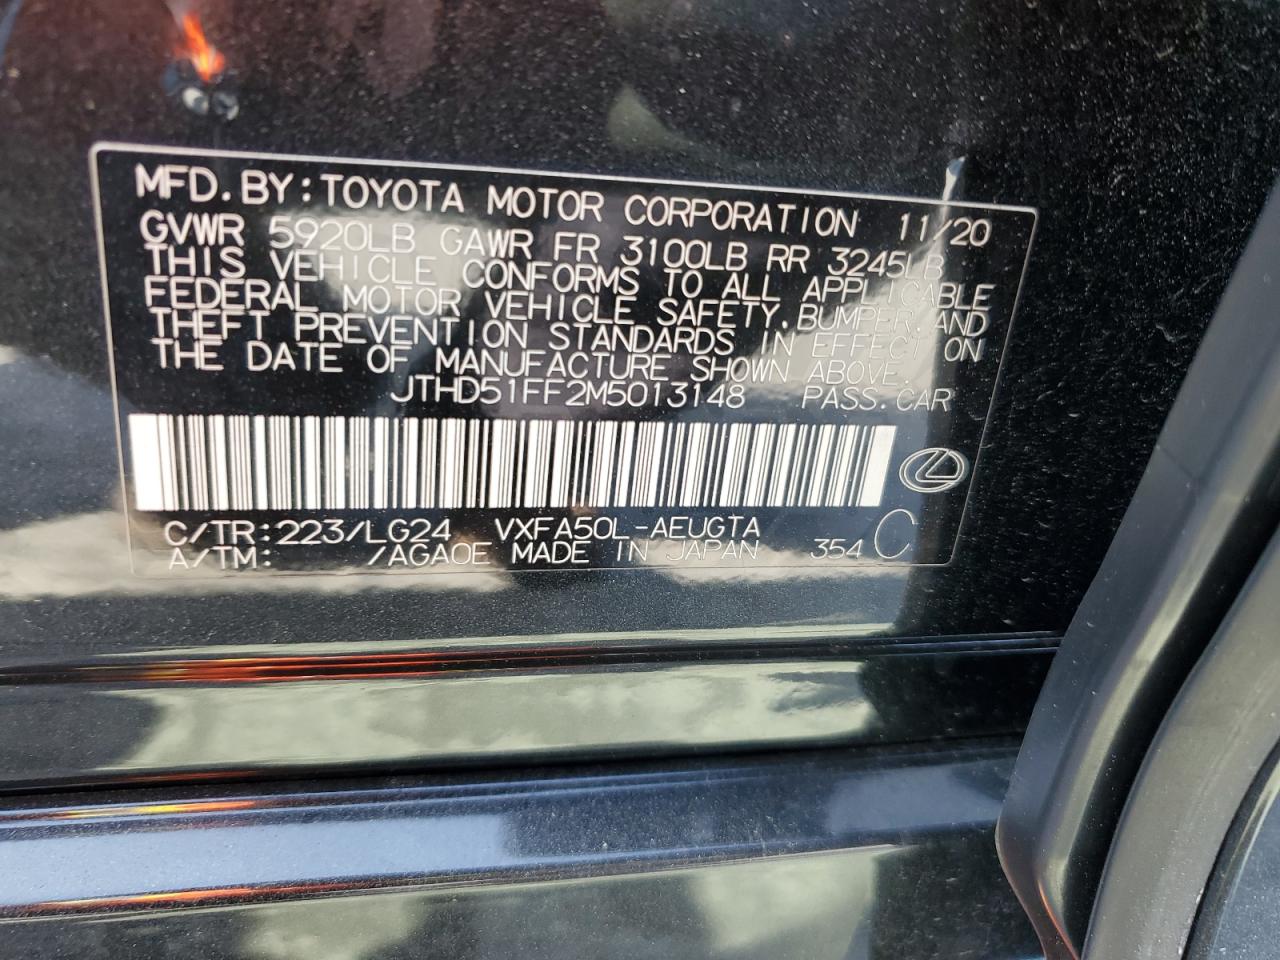 MFD.BY:TOYOTA MOTOR CORPORATION 11/20
GVWR 5920LB GAWR FR 3100LB RR 3245LB
THIS VEHICLE CONFORMS TO ALL APPLICABLE
FEDERAL MOTOR VEHICLE SAFETY,BUMPER,AND
THEFT PREVENTION STANDARDS IN EFFECT ON
THE DATE OF MANUFACTURE SHOWN ABOVE.
JTHD51FF2M5013148 PASS.CAR
C/TR:223/LG24 VXFA50L-AEUGTA
A/TM: /AGA0E MADE IN JAPAN 354 C